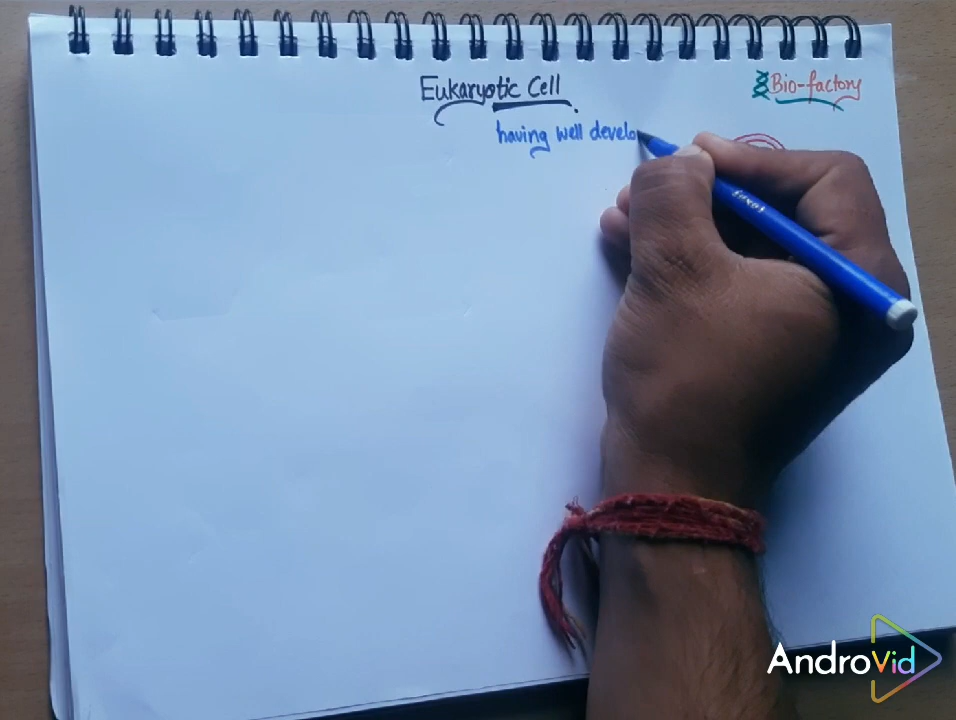 Eukaryotic Cell
Bio-factory
having well develo
AndroVid